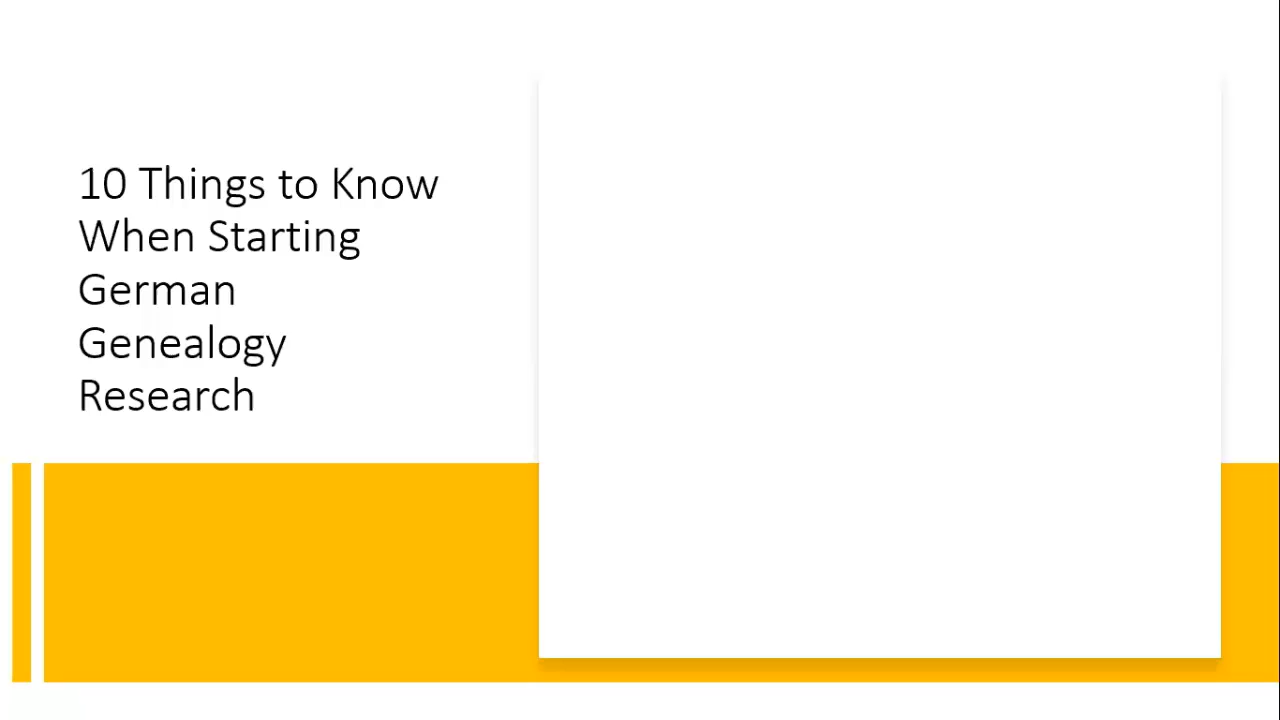 10 Things to Know
When Starting
German
Genealogy
Research